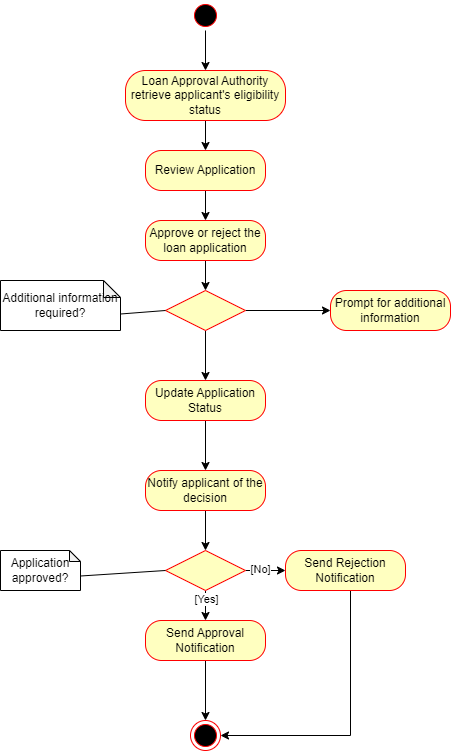 Loan Approval Authority
retrieve applicant's eligibility
status
Review Application
Approve or reject the
loan application
Additional information
required?
Prompt for additional
information
Update Application
Status
Notify applicant of the
decision
Application
approved?
[No]
Send Rejection
Notification
[Yes]
Send Approval
Notification